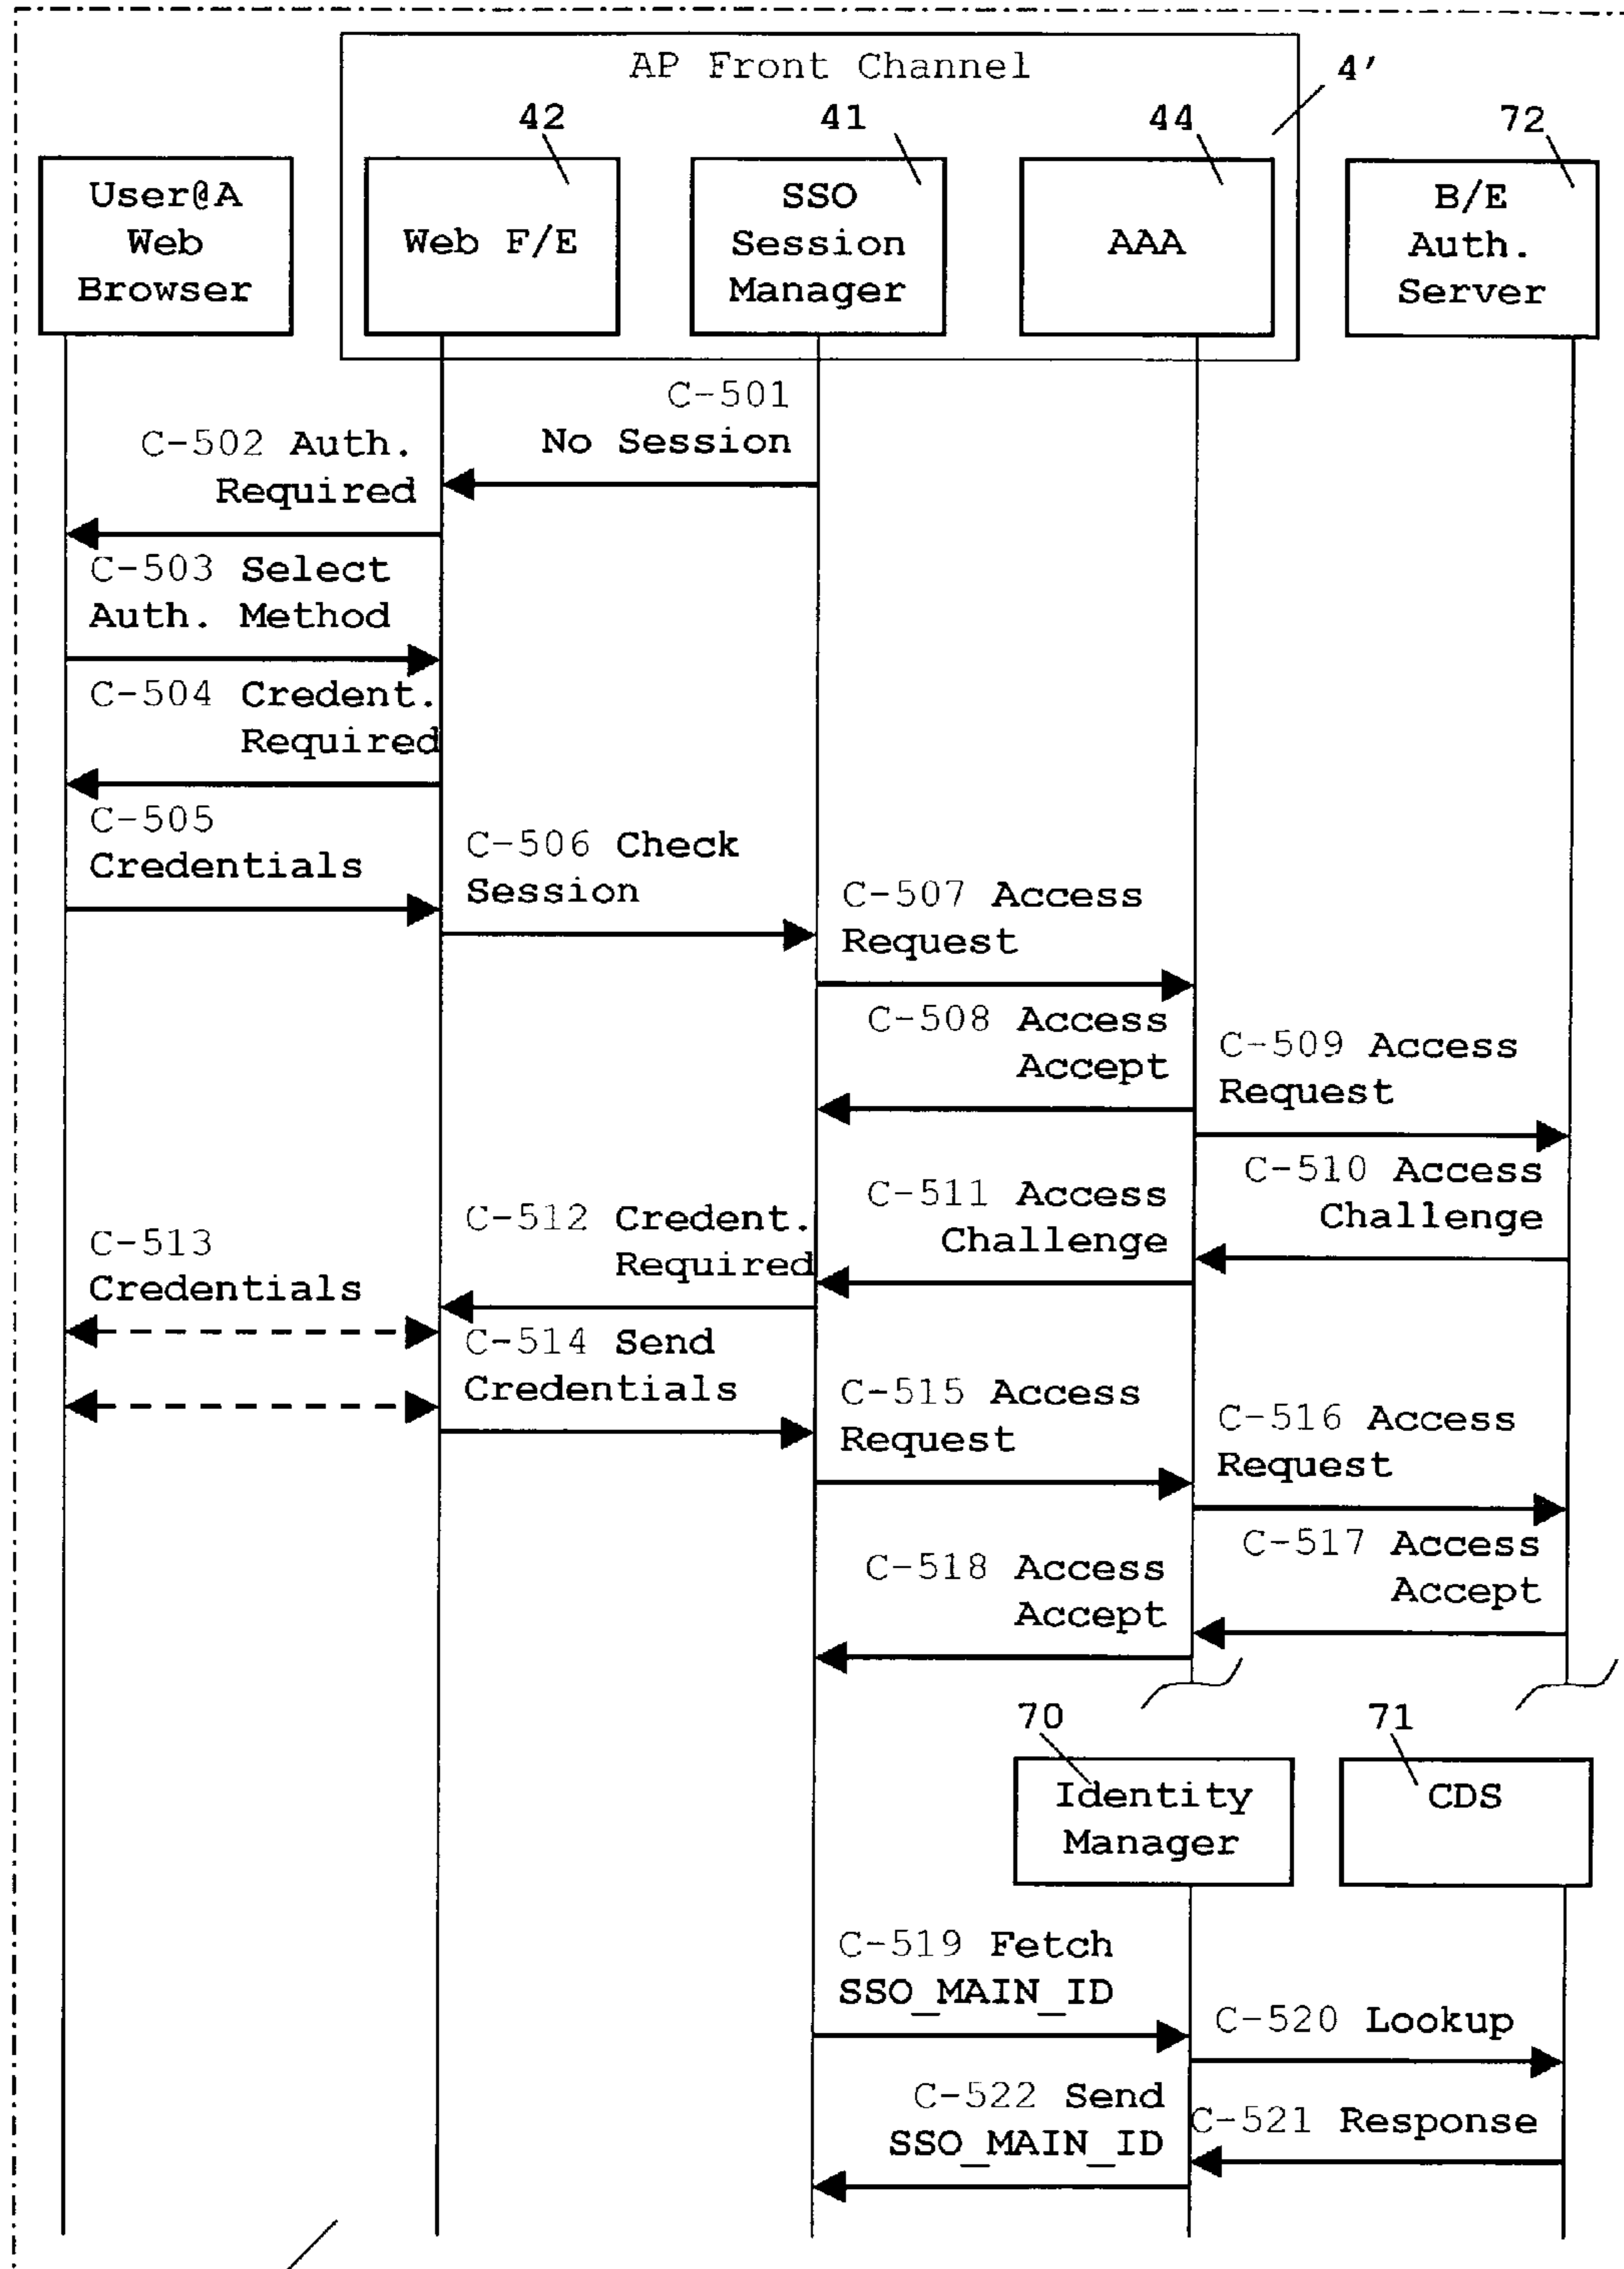 AP Front Channel
4'
42
41
44
72
User@A
Web
Browser
Web F/E
SSO
Session
Manager
AAA
B/E
Auth.
Server
C-501
No Session
C-502 Auth.
Required
C-503 Select
Auth. Method
C-504 Credent.
Required
C-505
Credentials
C-506 Check
Session
C-507 Access
Request
C-508 Access
Accept
C-509 Access
Request
C-510 Access
Challenge
C-511 Access
Challenge
C-512 Credent.
Required
C-513
Credentials
C-514 Send
Credentials
C-515 Access
Request
C-516 Access
Request
C-517 Access
Accept
C-518 Access
Accept
70
71
Identity
Manager
CDS
C-519 Fetch
SSO_MAIN_ID
C-520 Lookup
C-522 Send
SSO_MAIN_ID
C-521 Response